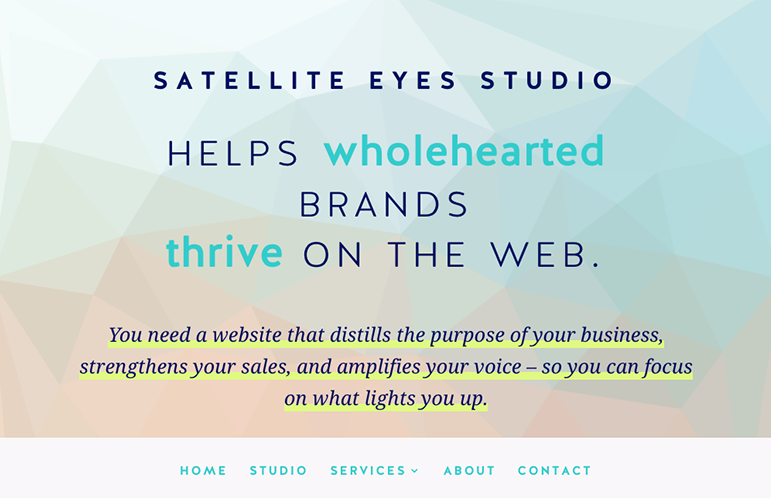 SATELLITE EYES STUDIO
HELPS wholehearted
BRANDS
thrive ON THE WEB.
You need a website that distills the purpose of your business,
strengthens your sales, and amplifies your voice – so you can focus
on what lights you up.
HOME STUDIO SERVICES ABOUT CONTACT